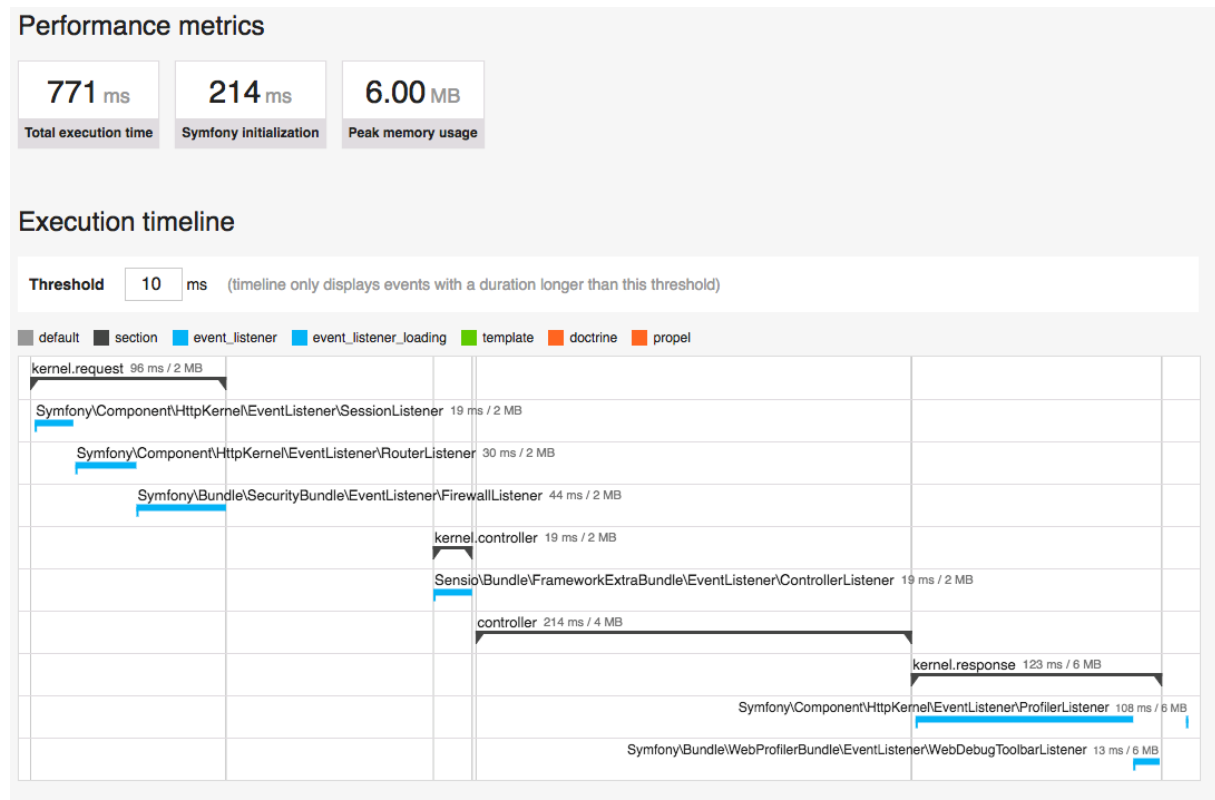 Performance metrics
771 ms 214 ms 6.00 MB
Total execution time Symfony initialization Peak memory usage
Execution timeline
Threshold 10 ms (timeline only displays events with a duration longer than this threshold)
default section event_listener event_listener_loading template doctrine propel
kernel.request 96 ms / 2 MB
Symfony\Component\HttpKernel\EventListener\SessionListener 19 ms / 2 MB
Symfony\Component\HttpKernel\EventListener\RouterListener 30 ms / 2 MB
Symfony\Bundle\SecurityBundle\EventListener\FirewallListener 44 ms / 2 MB
kernel.controller 19 ms / 2 MB
Sensio\Bundle\FrameworkExtraBundle\EventListener\ControllerListener 19 ms / 2 MB
controller 214 ms / 4 MB
kernel.response 123 ms / 6 MB
Symfony\Component\HttpKernel\EventListener\ProfilerListener 108 ms / 6 MB
Symfony\Bundle\WebProfilerBundle\EventListener\WebDebugToolbarListener 13 ms / 6 MB